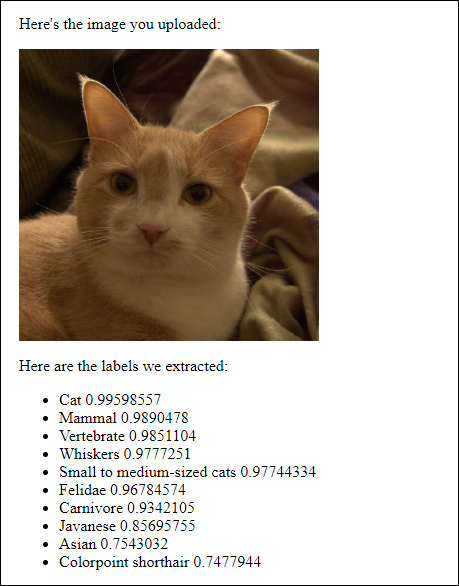 Here's the image you uploaded:
Here are the labels we extracted:
Cat 0.99598557
Mammal 0.9890478
Vertebrate 0.9851104
Whiskers 0.9777251
Small to medium-sized cats 0.97744334
Felidae 0.96784574
Carnivore 0.9342105
Javanese 0.85695755
Asian 0.7543032
Colorpoint shorthair 0.7477944